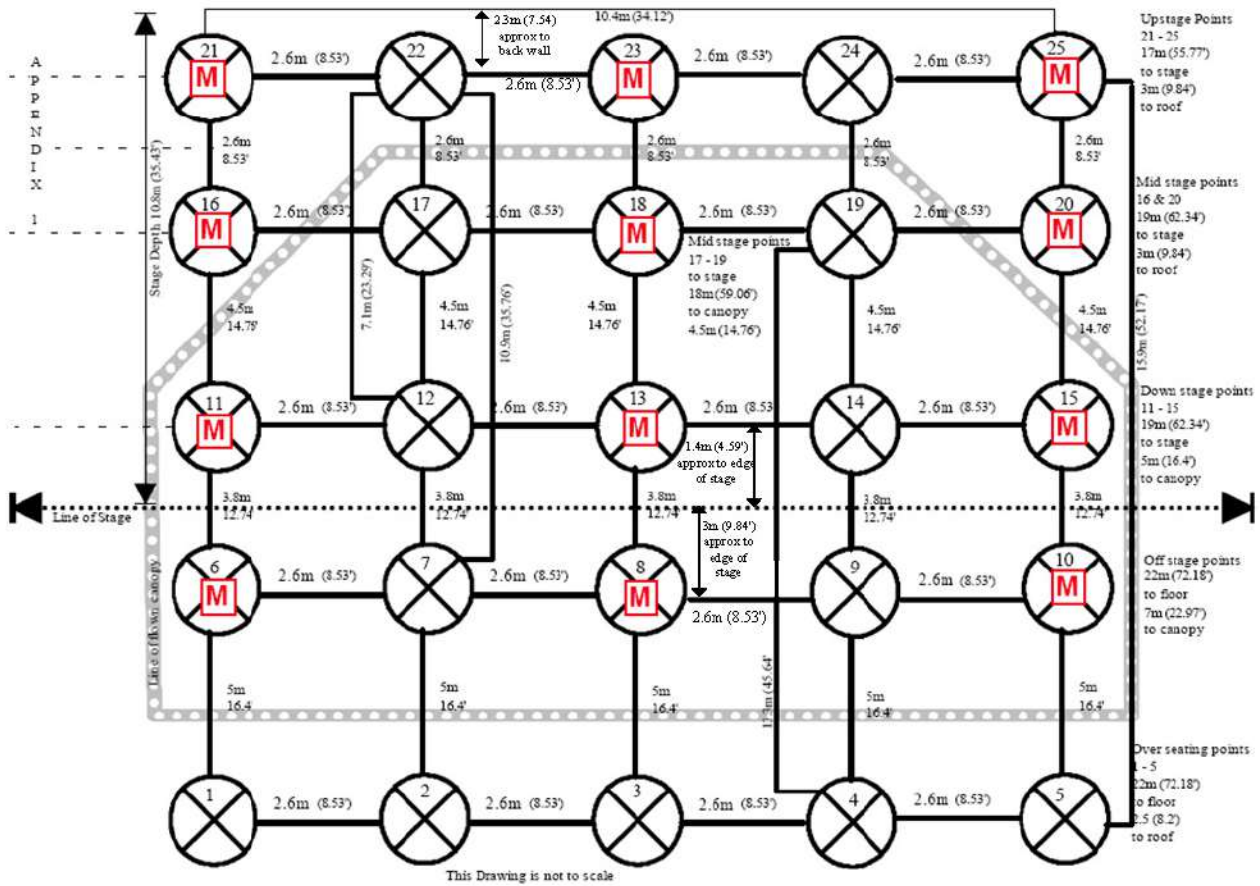 10.4m (34.12')
2.3m (7.54)
approx to
back wall
Upstage Points
21 - 25
17m (55.77')
to stage
3m (9.84')
to roof
A
P
P
E
N
D
I
X
1
Stage Depth 10.8m (35.43')
21
M
2.6m (8.53')
22
2.6m (8.53')
23
M
2.6m (8.53')
24
2.6m (8.53')
25
M
2.6m
8.53'
2.6m
8.53'
2.6m
8.53'
2.6m
8.53'
2.6m
8.53'
16
M
2.6m (8.53')
17
2.6m (8.53')
18
M
2.6m (8.53')
19
2.6m (8.53')
20
M
Mid stage points
16 & 20
19m (62.34')
to stage
3m (9.84')
to roof
Mid stage points
17 - 19
to stage
18m (59.06')
to canopy
4.5m (14.76')
4.5m
14.76'
7.1m (23.29')
4.5m
14.76'
10.9m (35.76')
4.5m
14.76'
4.5m
14.76'
4.5m
14.76'
15.9m (52.17')
11
M
2.6m (8.53')
12
2.6m (8.53')
13
M
2.6m (8.53
14
2.6m (8.53')
15
M
Down stage points
11 - 15
19m (62.34')
to stage
5m (16.4')
to canopy
1.4m (4.59')
approx to edge
of stage
3.8m
12.74'
3.8m
12.74'
3.8m
12.74'
3.8m
12.74'
3.8m
12.74'
Line of Stage
3m (9.84')
approx to
edge of
stage
6
M
2.6m (8.53')
7
2.6m (8.53')
8
M
2.6m (8.53')
9
2.6m (8.53')
10
M
Off stage points
22m (72.18')
to floor
7m (22.97')
to canopy
Line of flown canopy
5m
16.4'
5m
16.4'
5m
16.4'
(45.64'
5m
16.4'
5m
16.4'
1
2.6m (8.53')
2
2.6m (8.53')
3
2.6m (8.53')
4
2.6m (8.53')
5
Over seating points
1 - 5
22m (72.18')
to floor
2.5 (8.2')
to roof
This Drawing is not to scale